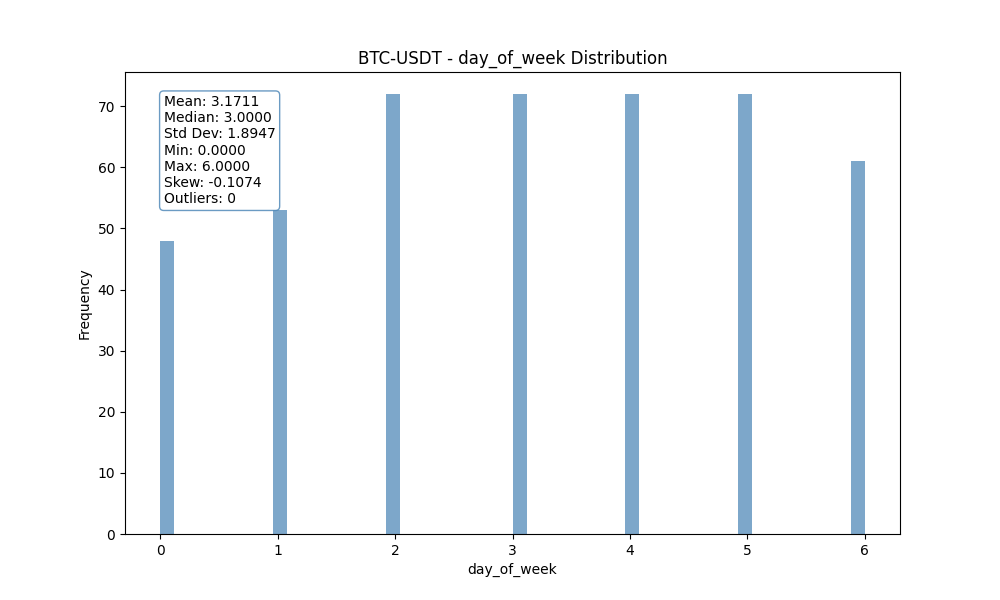 BTC-USDT - day_of_week Distribution
Mean: 3.1711
Median: 3.0000
Std Dev: 1.8947
Min: 0.0000
Max: 6.0000
Skew: -0.1074
Outliers: 0
Frequency
70
60
50
40
30
20
10
0
0 1 2 3 4 5 6
day_of_week